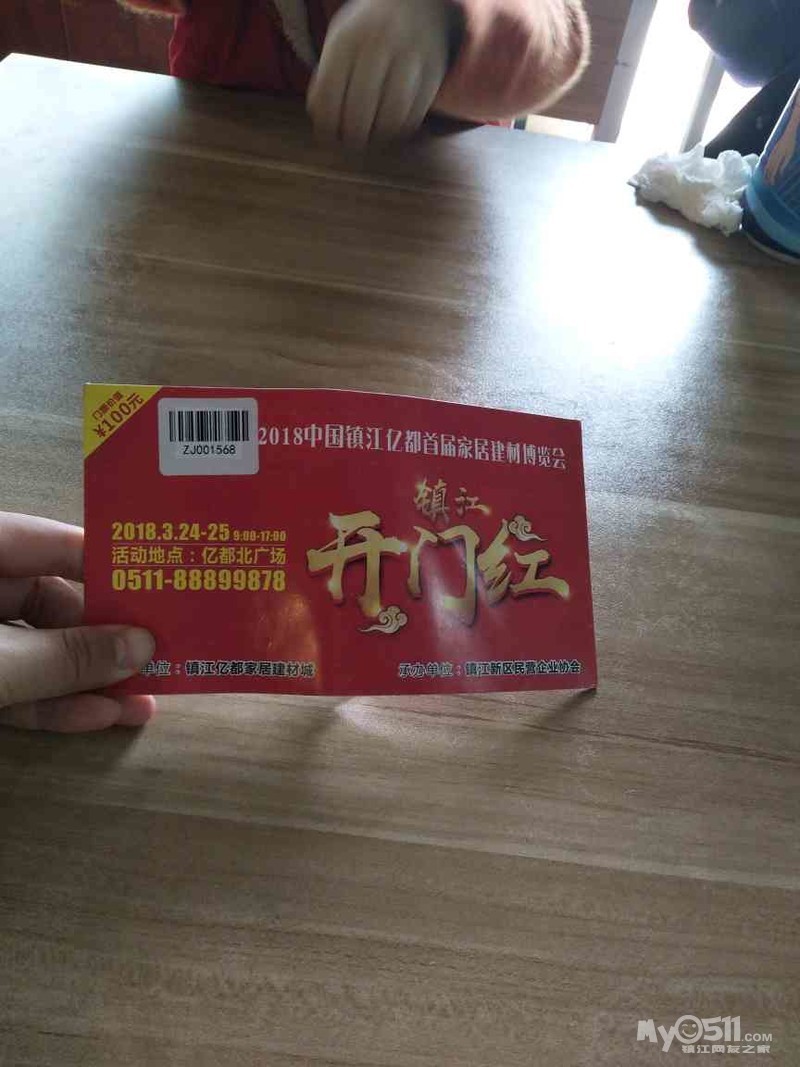 门票价值
¥100元
ZJ001568
2018中国镇江亿都首届家居建材博览会
镇江
开门红
2018.3.24-25 9:00-17:00
活动地点：亿都北广场
0511-88899878
单位：镇江亿都家居建材城
承办单位：镇江新区民营企业协会
My0511.COM
镇江网友之家